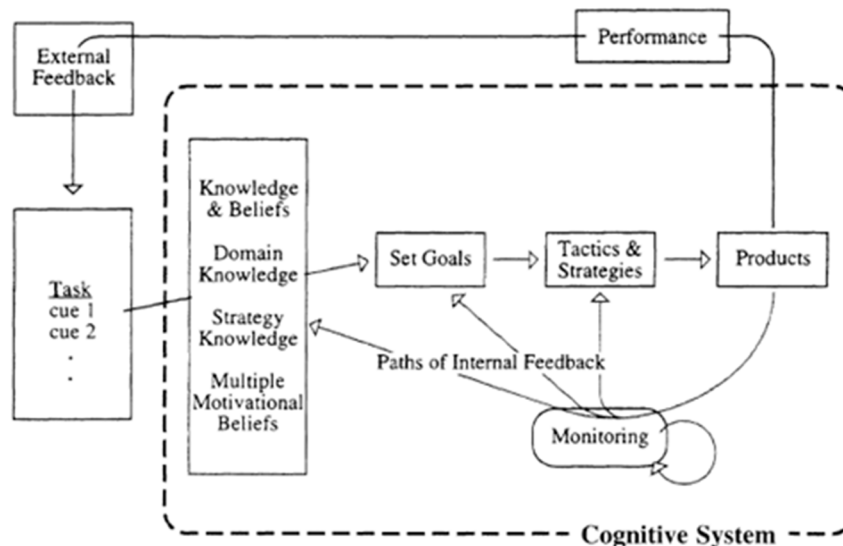 External
Feedback
Performance
Knowledge
& Beliefs
Domain
Knowledge
Strategy
Knowledge
Multiple
Motivational
Beliefs
Task
cue 1
cue 2
.
.
Set Goals
Tactics &
Strategies
Products
Paths of Internal Feedback
Monitoring
Cognitive System